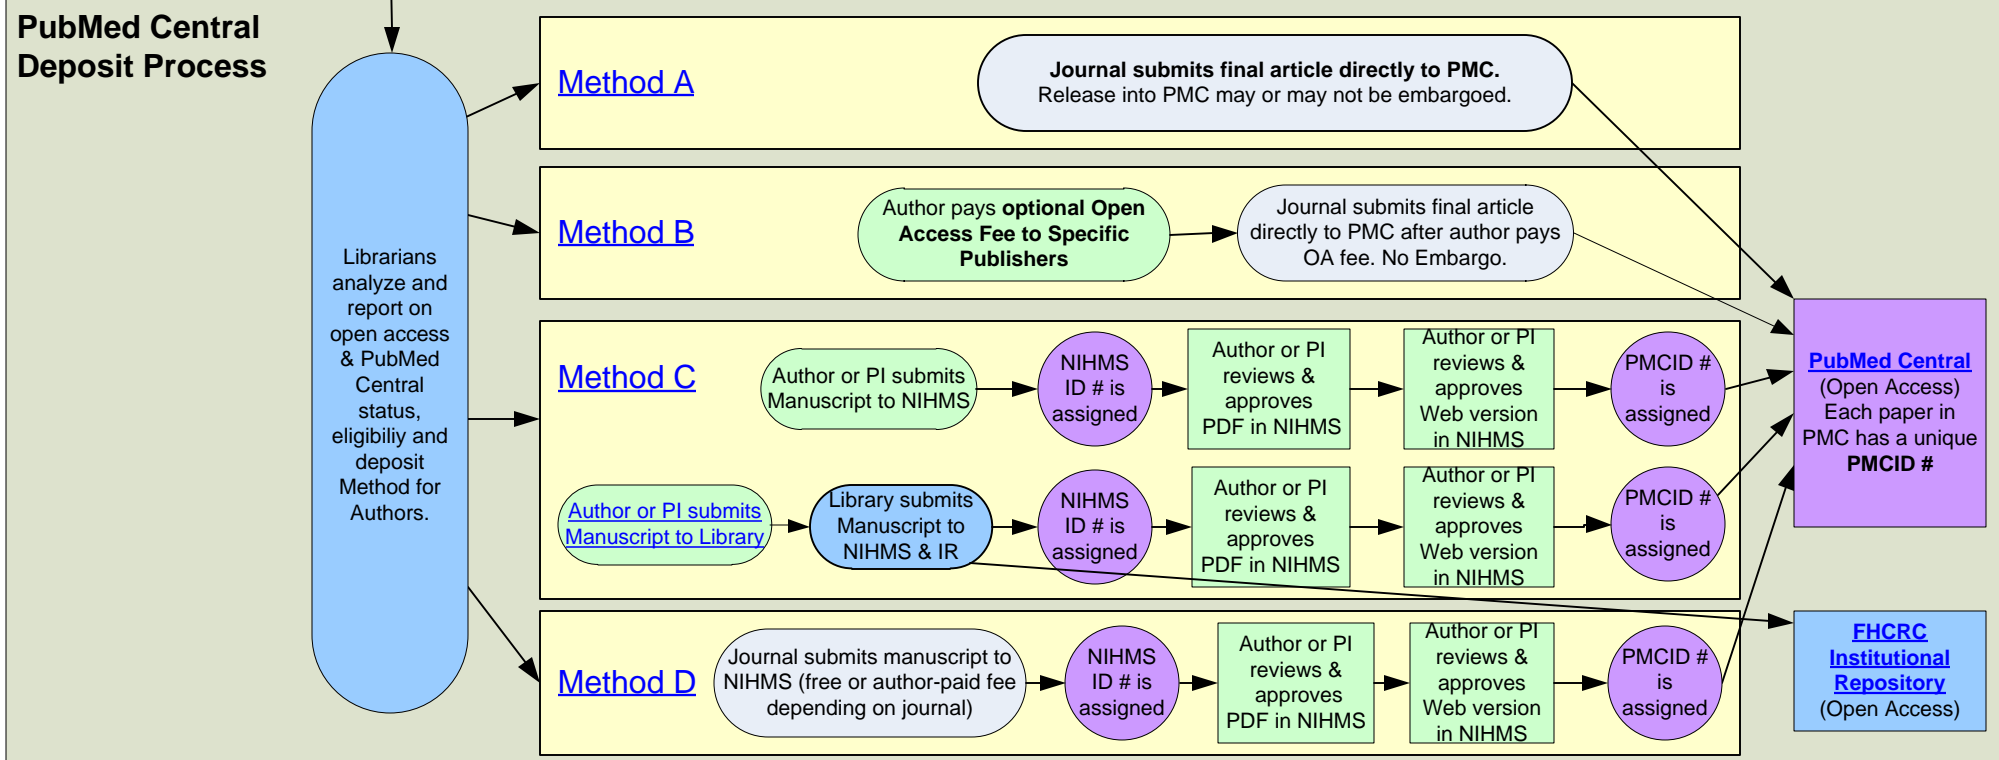 PubMed Central
Deposit Process
Librarians
analyze and
report on
open access
& PubMed
Central
status,
eligibiliy and
deposit
Method for
Authors.
Method A
Journal submits final article directly to PMC.
Release into PMC may or may not be embargoed.
Method B
Author pays optional Open
Access Fee to Specific
Publishers
Journal submits final article
directly to PMC after author pays
OA fee. No Embargo.
Method C
Author or PI submits
Manuscript to NIHMS
NIHMS
ID # is
assigned
Author or PI
reviews &
approves
PDF in NIHMS
Author or PI
reviews &
approves
Web version
in NIHMS
PMCID #
is
assigned
Author or PI submits
Manuscript to Library
Library submits
Manuscript to
NIHMS & IR
NIHMS
ID # is
assigned
Author or PI
reviews &
approves
PDF in NIHMS
Author or PI
reviews &
approves
Web version
in NIHMS
PMCID #
is
assigned
Method D
Journal submits manuscript to
NIHMS (free or author-paid fee
depending on journal)
NIHMS
ID # is
assigned
Author or PI
reviews &
approves
PDF in NIHMS
Author or PI
reviews &
approves
Web version
in NIHMS
PMCID #
is
assigned
PubMed Central
(Open Access)
Each paper in
PMC has a unique
PMCID #
FHCRC
Institutional
Repository
(Open Access)